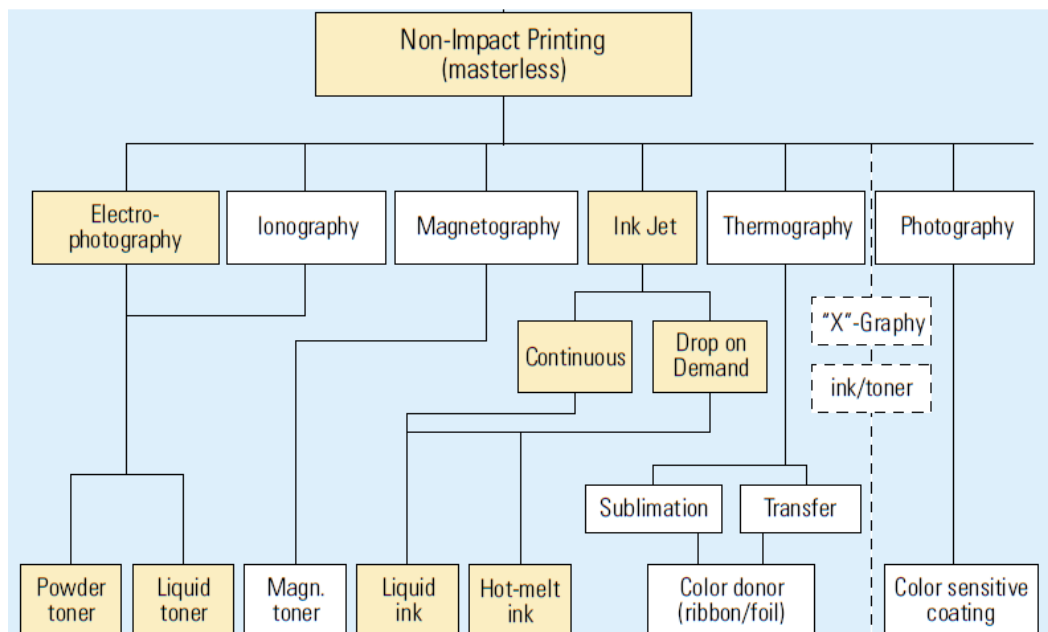 Non-Impact Printing
(masterless)
Electro-
photography
Ionography
Magnetography
Ink Jet
Thermography
Photography
"X"-Graphy
Continuous
Drop on
Demand
ink/toner
Sublimation
Transfer
Powder
toner
Liquid
toner
Magn.
toner
Liquid
ink
Hot-melt
ink
Color donor
(ribbon/foil)
Color sensitive
coating